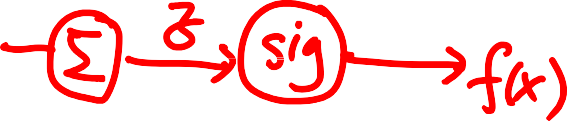 Σ z sig f(x)